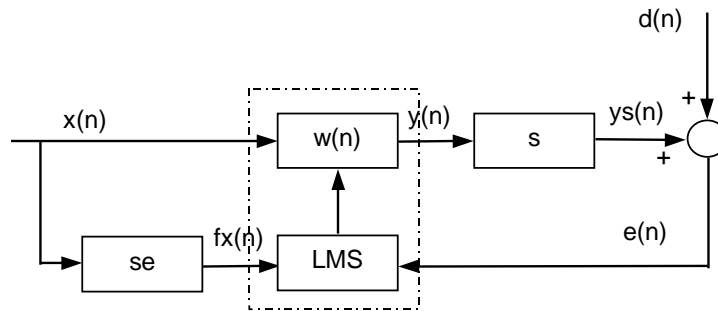 d(n)
+
x(n)
w(n)
y(n)
s
ys(n)
+
se
fx(n)
LMS
e(n)